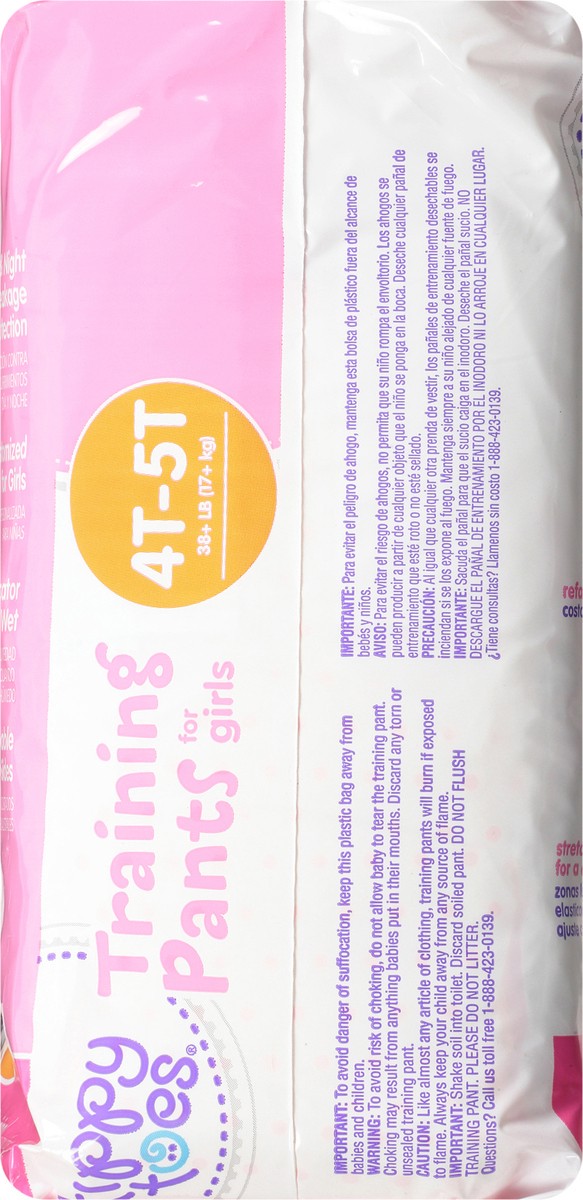 Training
Pants for
girls
4T-5T
38+ LB (17+ kg)
toes®
IMPORTANT: To avoid danger of suffocation, keep this plastic bag away from
babies and children.
WARNING: To avoid risk of choking, do not allow baby to tear the training pant.
Choking may result from anything babies put in their mouths. Discard any torn or
unsealed training pant.
CAUTION: Like almost any article of clothing, training pants will burn if exposed
to flame. Always keep your child away from any source of flame.
IMPORTANT: Shake soil into toilet. Discard soiled pant. DO NOT FLUSH
TRAINING PANT. PLEASE DO NOT LITTER.
Questions? Call us toll free 1-888-423-0139.
IMPORTANTE: Para evitar el peligro de ahogo, mantenga esta bolsa de plástico fuera del alcance de
bebés y niños.
AVISO: Para evitar el riesgo de ahogos, no permita que su niño rompa el envoltorio. Los ahogos se
pueden producir a partir de cualquier objeto que el niño se ponga en la boca. Deseche cualquier pañal de
entrenamiento que esté roto o no esté sellado.
PRECAUCIÓN: Al igual que cualquier otra prenda de vestir, los pañales de entrenamiento desechables se
inciendian si se los expone al fuego. Mantenga siempre a su niño alejado de cualquier fuente de fuego.
IMPORTANTE: Sacuda el pañal para que el sucio caiga en el inodoro. Deseche el pañal sucio. NO
DESCARGUE EL PAÑAL DE ENTRENAMIENTO POR EL INODORO NI LO ARROJE EN CUALQUIER LUGAR.
¿Tiene consultas? Llámenos sin costo 1-888-423-0139.
Night
for Girls
Wet
for a
zonas